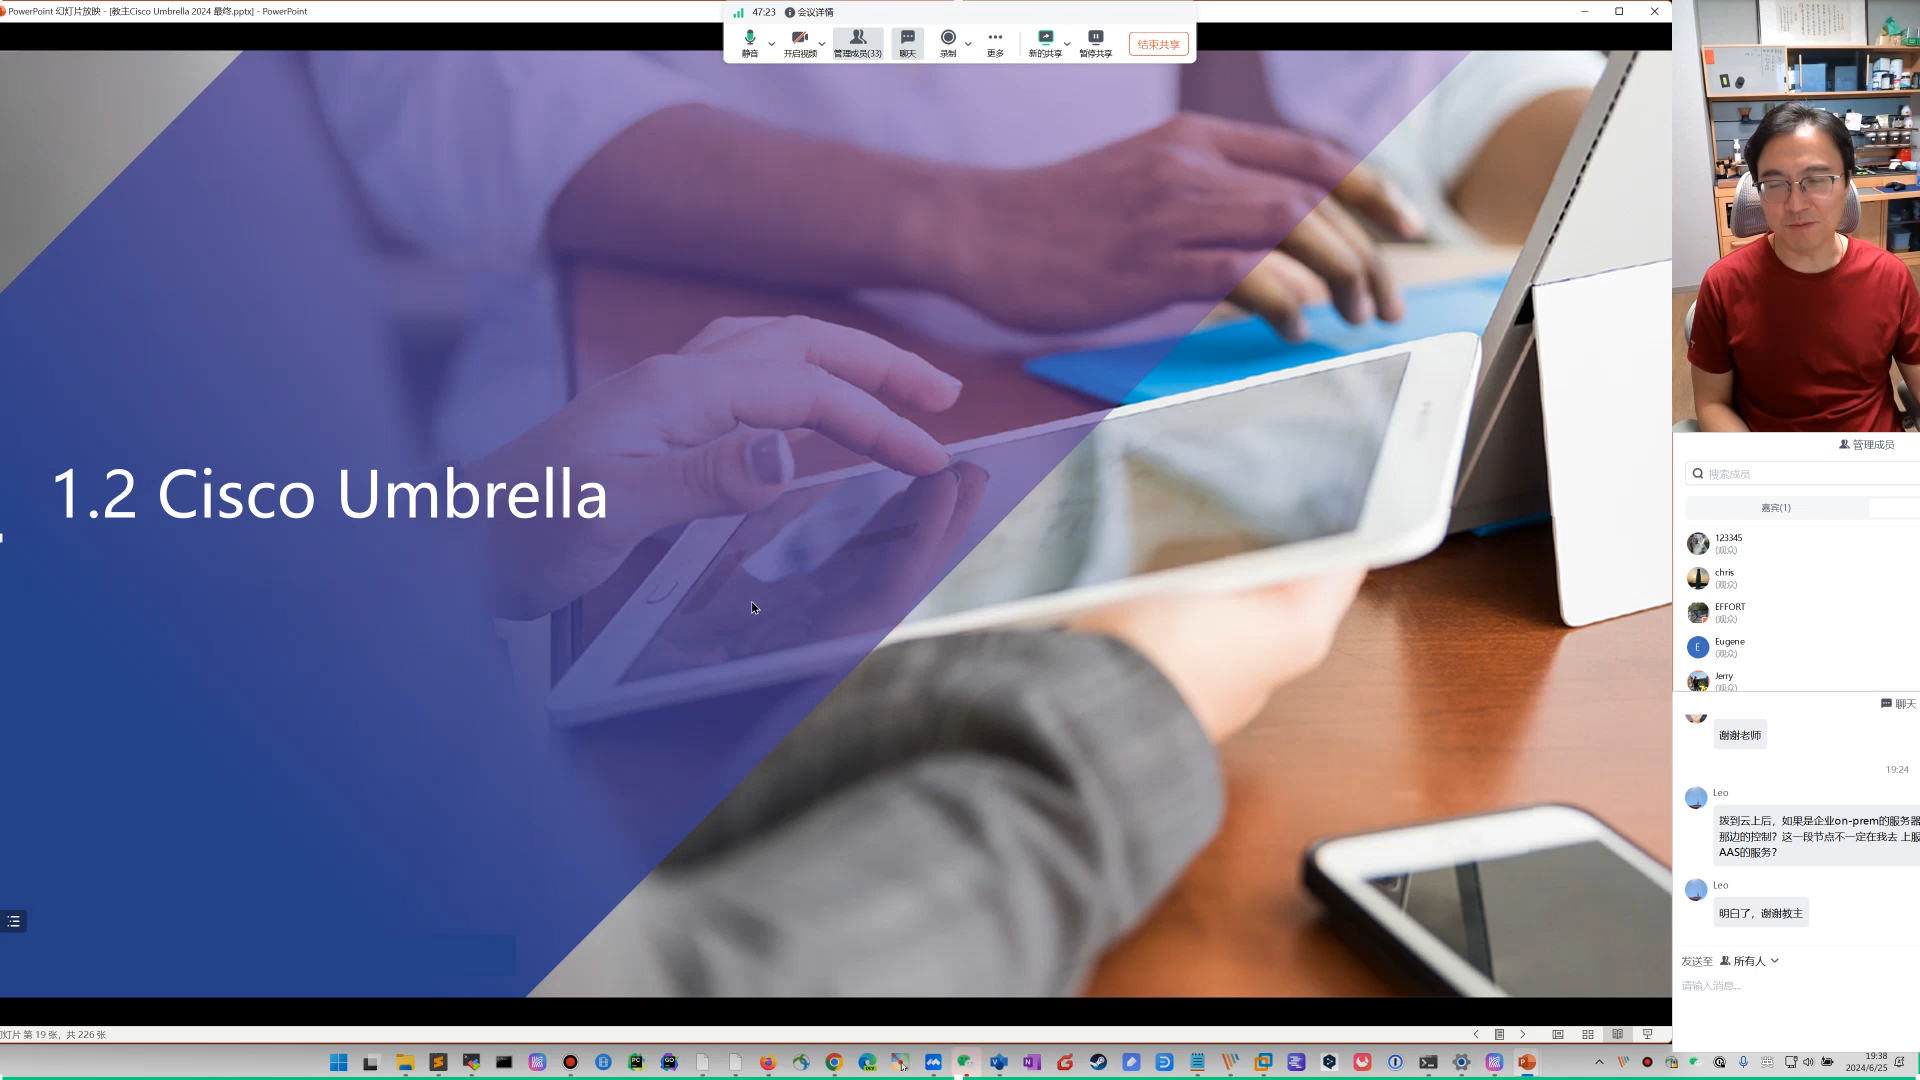 PowerPoint 幻灯片放映 - [教主Cisco Umbrella 2024 最终.pptx] - PowerPoint
47:23
会议详情
静音
开启视频
管理成员(33)
聊天
录制
更多
新的共享
暂停共享
结束共享
1.2 Cisco Umbrella
管理成员
搜索成员
嘉宾(1)
123345
(观众)
chris
(观众)
EFFORT
(观众)
E
Eugene
(观众)
Jerry
(观众)
聊天
谢谢老师
19:24
Leo
拨到云上后，如果是企业on-prem的服务器
那边的控制？这一段节点不一定在我去 上服
AAS的服务？
Leo
明白了，谢谢教主
发送至
所有人
请输入消息...
幻灯片 第 19 张，共 226 张
19:38
2024/6/25